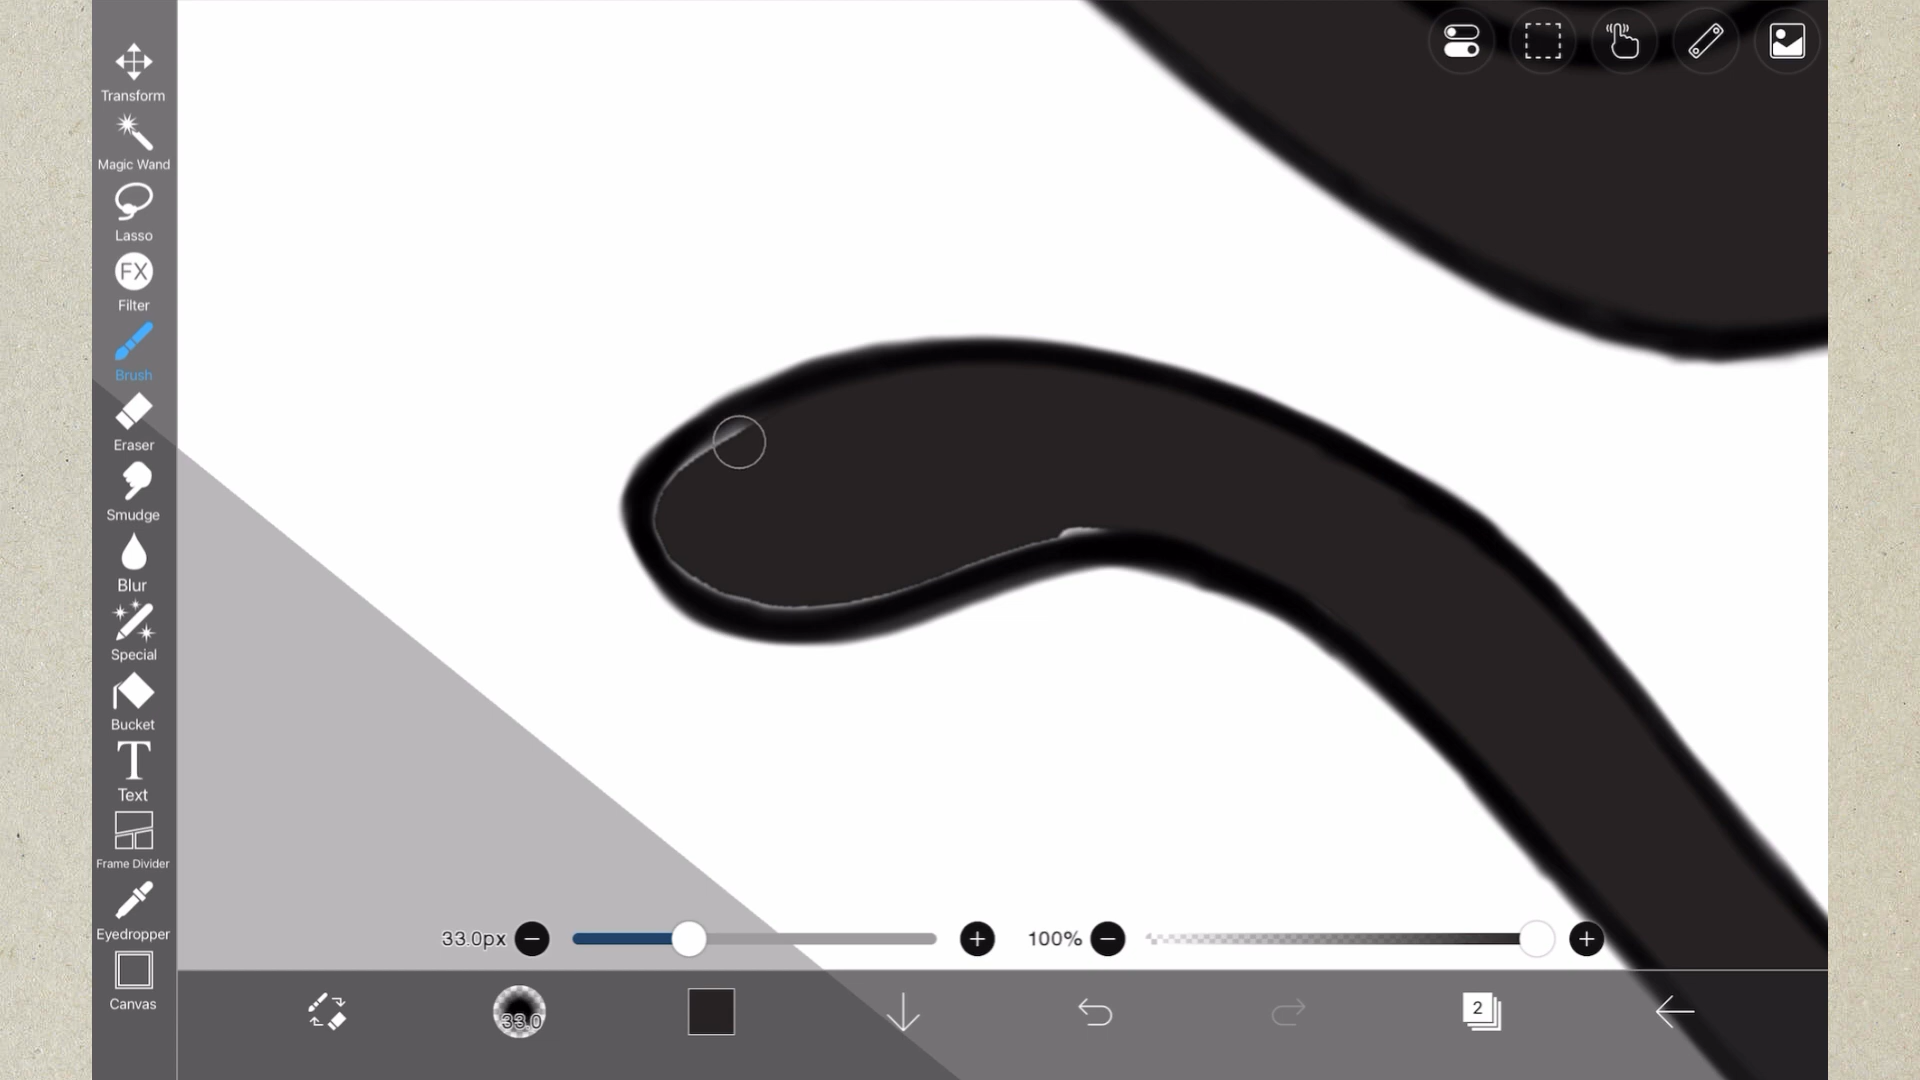 Transform
Magic Wand
Lasso
FX
Filter
Brush
Eraser
Smudge
Blur
Special
Bucket
T
Text
Frame Divider
Eyedropper
Canvas
33.0px
100%
33.0
2